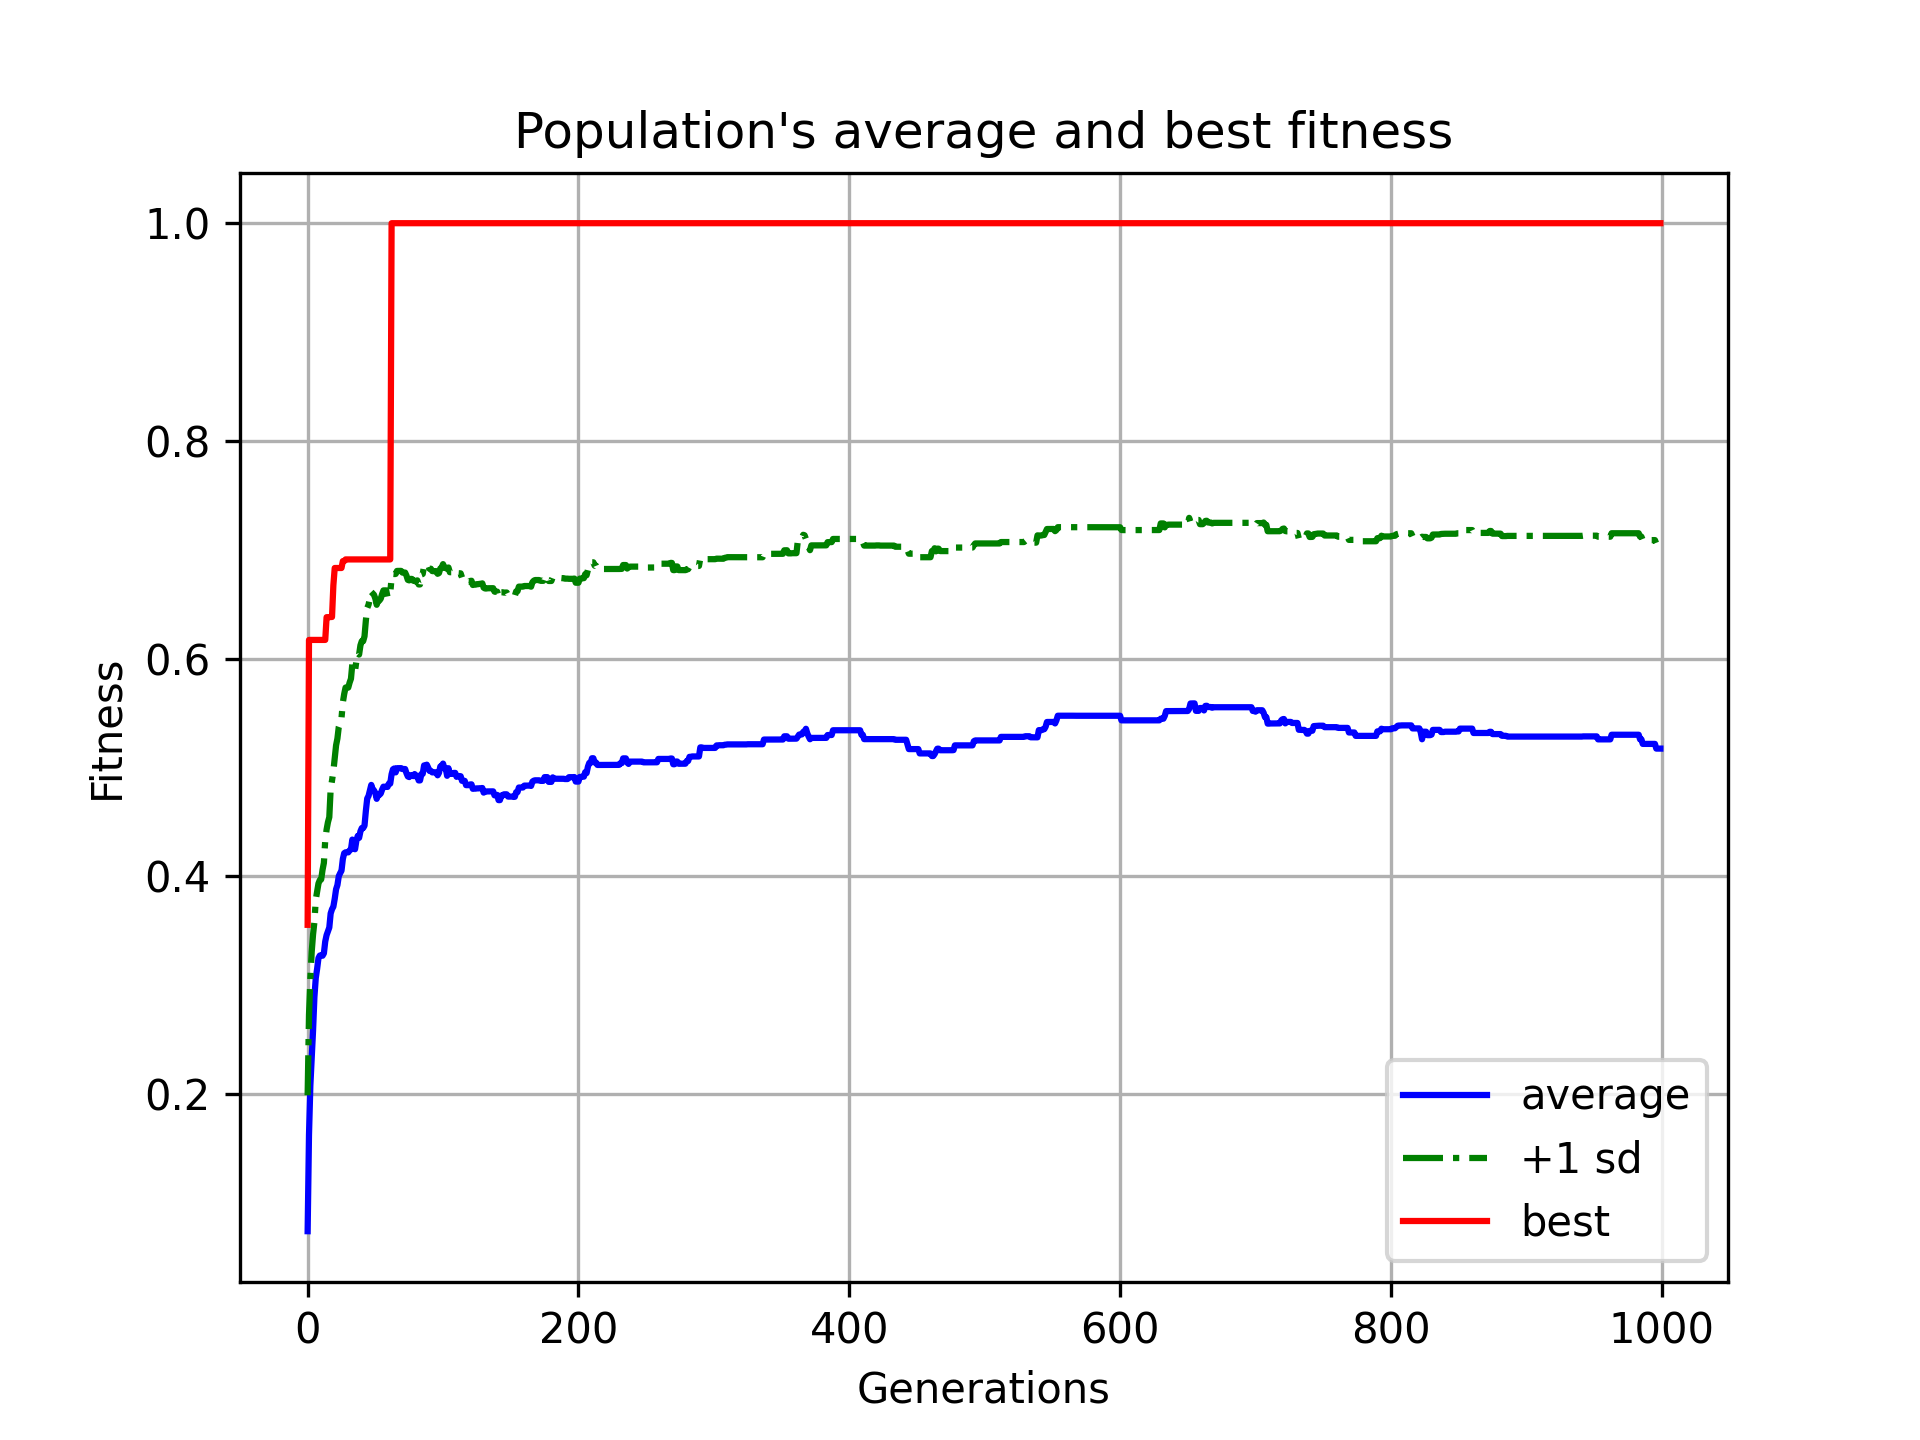 Population's average and best fitness
1.0
0.8
0.6
0.4
0.2
Fitness
0 200 400 600 800 1000
Generations
average
+1 sd
best